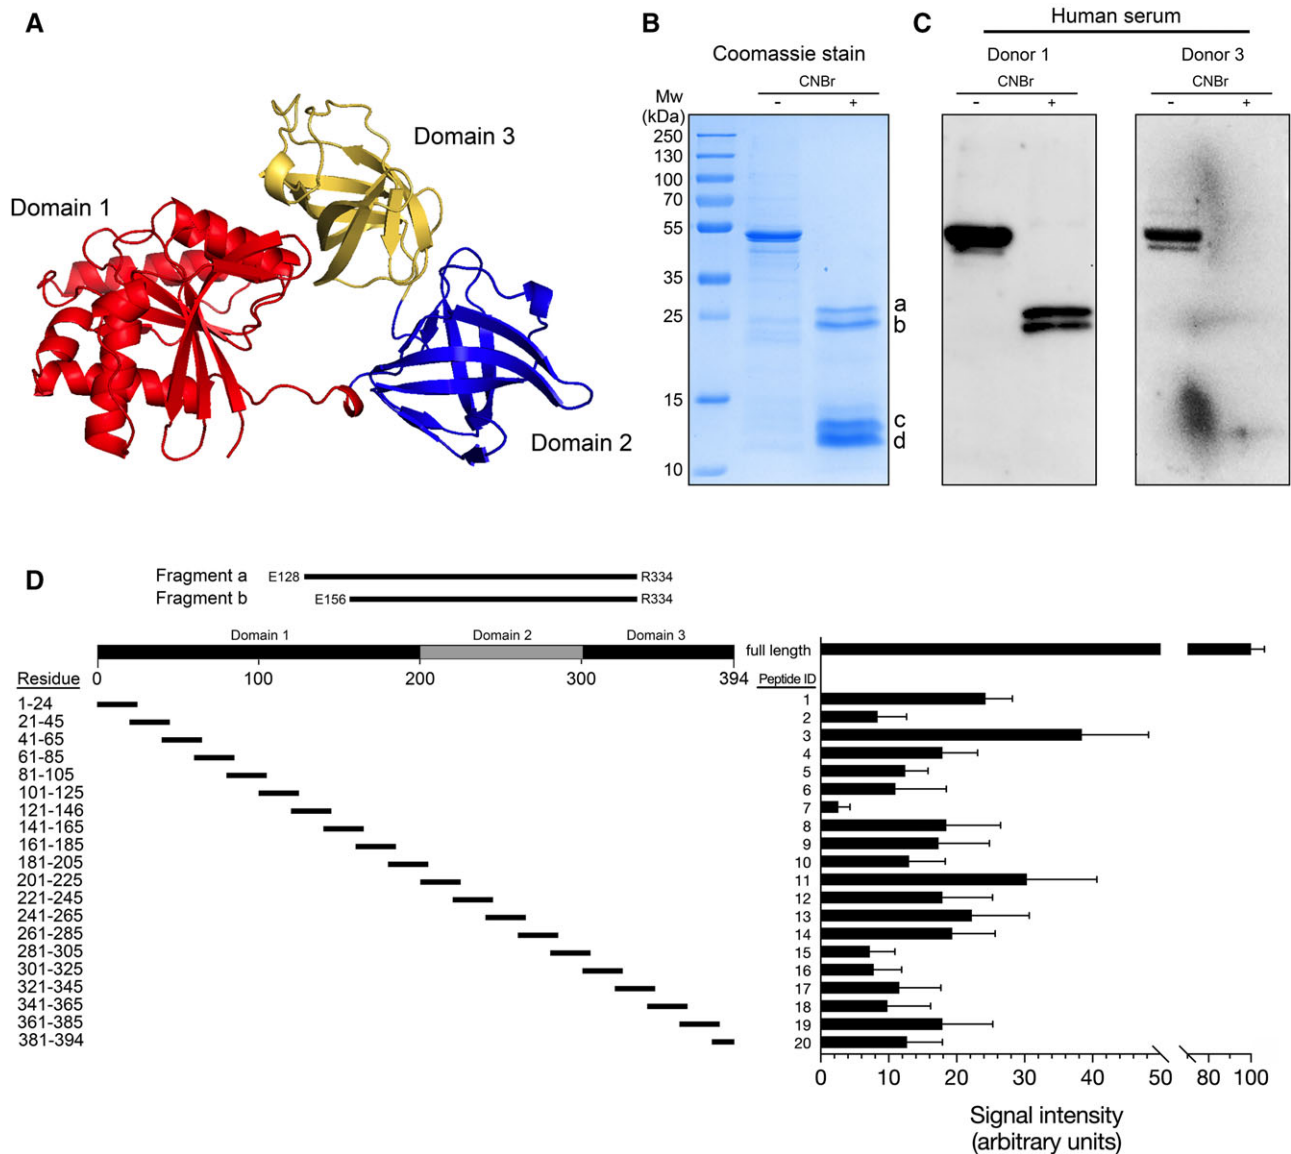 A
Domain 1
Domain 3
Domain 2
B
Coomassie stain
CNBr
Mw
(kDa)
- +
250
130
100
70
55
35
25
15
10
a
b
c
d
C
Human serum
Donor 1
CNBr
- +
Donor 3
CNBr
- +
D
Fragment a E128 R334
Fragment b E156 R334
Domain 1 Domain 2 Domain 3
0 100 200 300 394
Residue
1-24
21-45
41-65
61-85
81-105
101-125
121-146
141-165
161-185
181-205
201-225
221-245
241-265
261-285
281-305
301-325
321-345
341-365
361-385
381-394
full length
Peptide ID
1
2
3
4
5
6
7
8
9
10
11
12
13
14
15
16
17
18
19
20
0 10 20 30 40 50 80 100
Signal intensity
(arbitrary units)